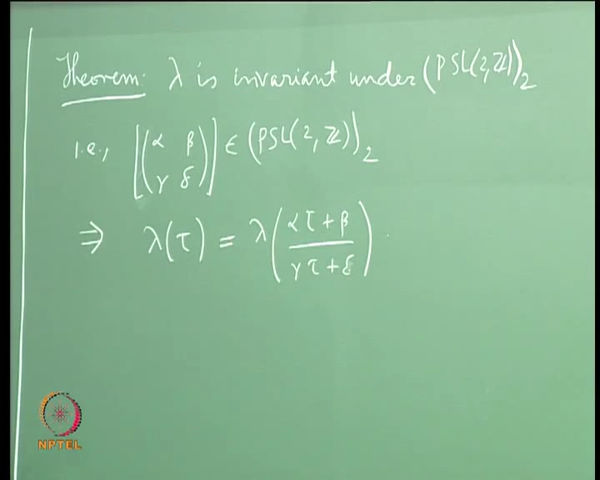 Theorem: λ is invariant under (PSL(2,ℤ))₂
i.e., [(α β
γ δ)] ∈ (PSL(2,ℤ))₂
⇒ λ(τ) = λ((ατ+β)/(γτ+δ)).
NPTEL